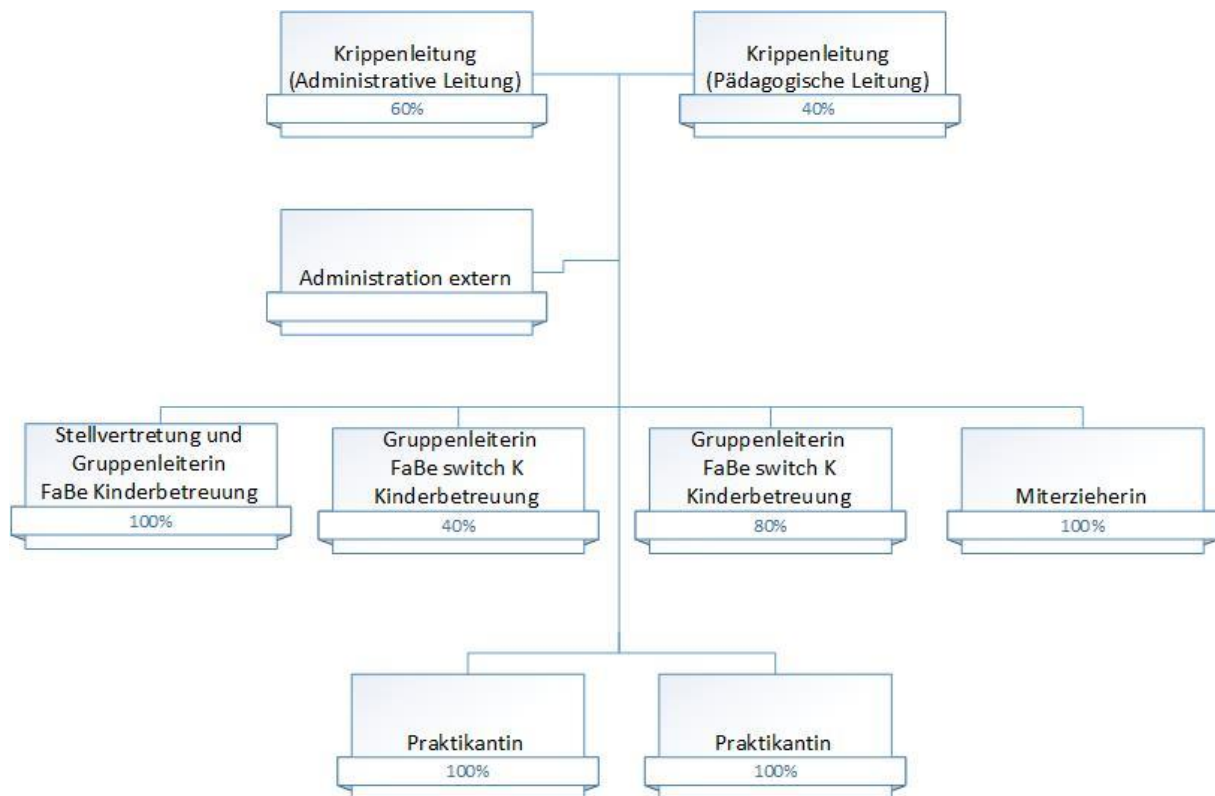 Krippenleitung
(Administrative Leitung)
60%
Krippenleitung
(Pädagogische Leitung)
40%
Administration extern
Stellvertretung und
Gruppenleiterin
FaBe Kinderbetreuung
100%
Gruppenleiterin
FaBe switch K
Kinderbetreuung
40%
Gruppenleiterin
FaBe switch K
Kinderbetreuung
80%
Miterzieherin
100%
Praktikantin
100%
Praktikantin
100%